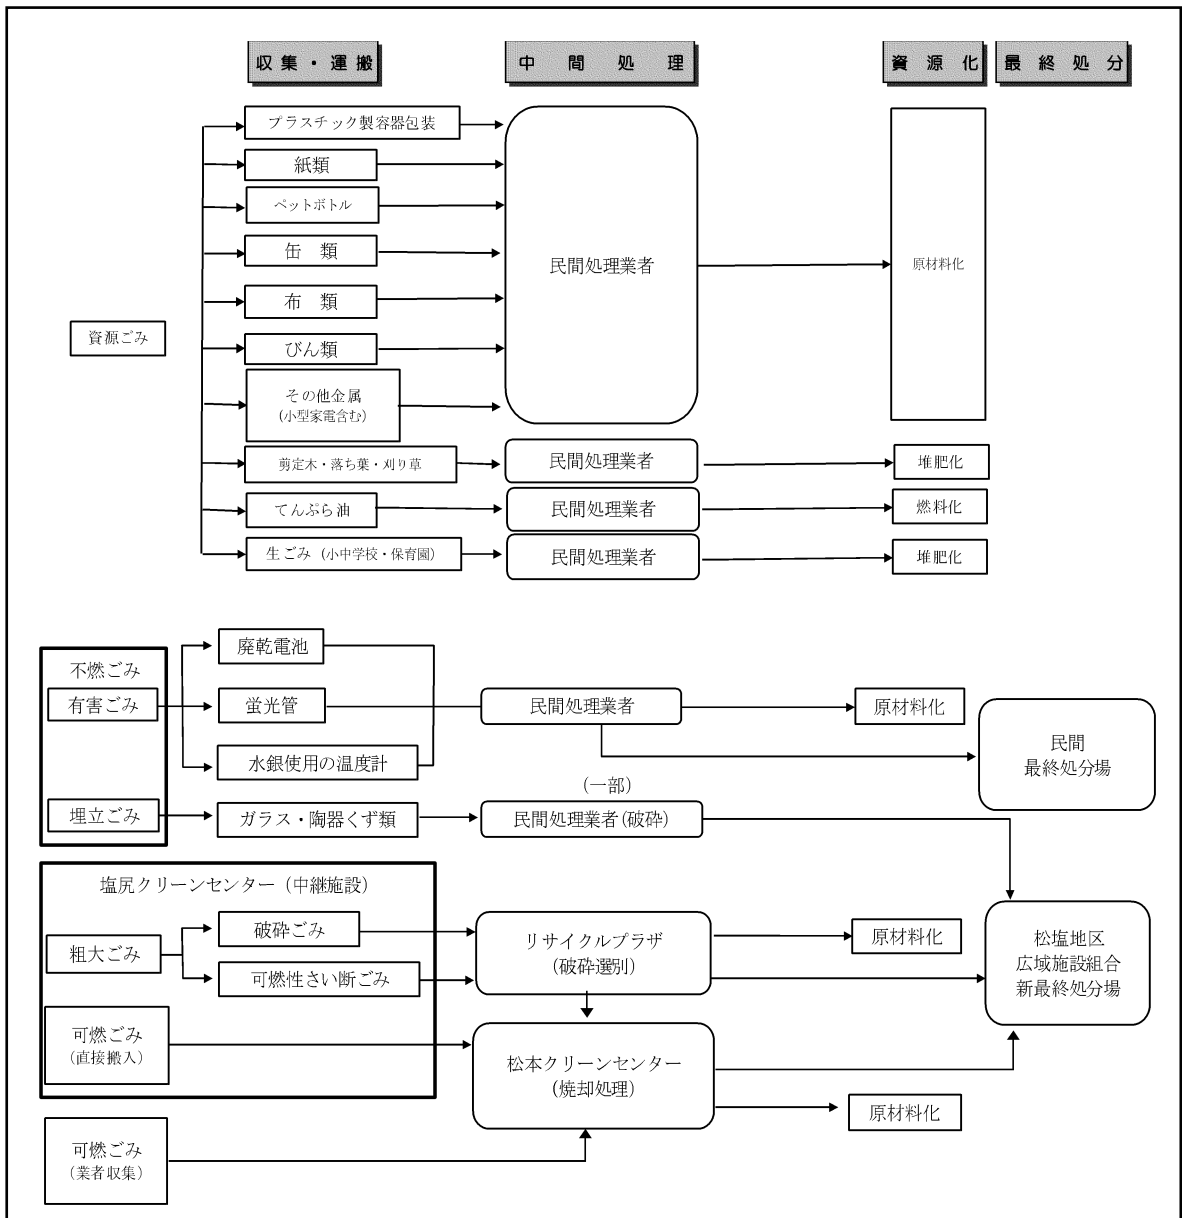 収集・運搬
中間処理
資源化
最終処分
資源ごみ
プラスチック製容器包装
紙類
ペットボトル
缶　類
布　類
びん類
その他金属
(小型家電含む)
剪定木・落ち葉・刈り草
てんぷら油
生ごみ（小中学校・保育園）
民間処理業者
民間処理業者
民間処理業者
民間処理業者
原材料化
堆肥化
燃料化
堆肥化
不燃ごみ
有害ごみ
埋立ごみ
廃乾電池
蛍光管
水銀使用の温度計
ガラス・陶器くず類
民間処理業者
(一部)
民間処理業者(破砕)
原材料化
民間
最終処分場
塩尻クリーンセンター（中継施設）
粗大ごみ
破砕ごみ
可燃性さい断ごみ
可燃ごみ
(直接搬入)
可燃ごみ
(業者収集)
リサイクルプラザ
(破砕選別)
松本クリーンセンター
(焼却処理)
原材料化
原材料化
松塩地区
広域施設組合
新最終処分場